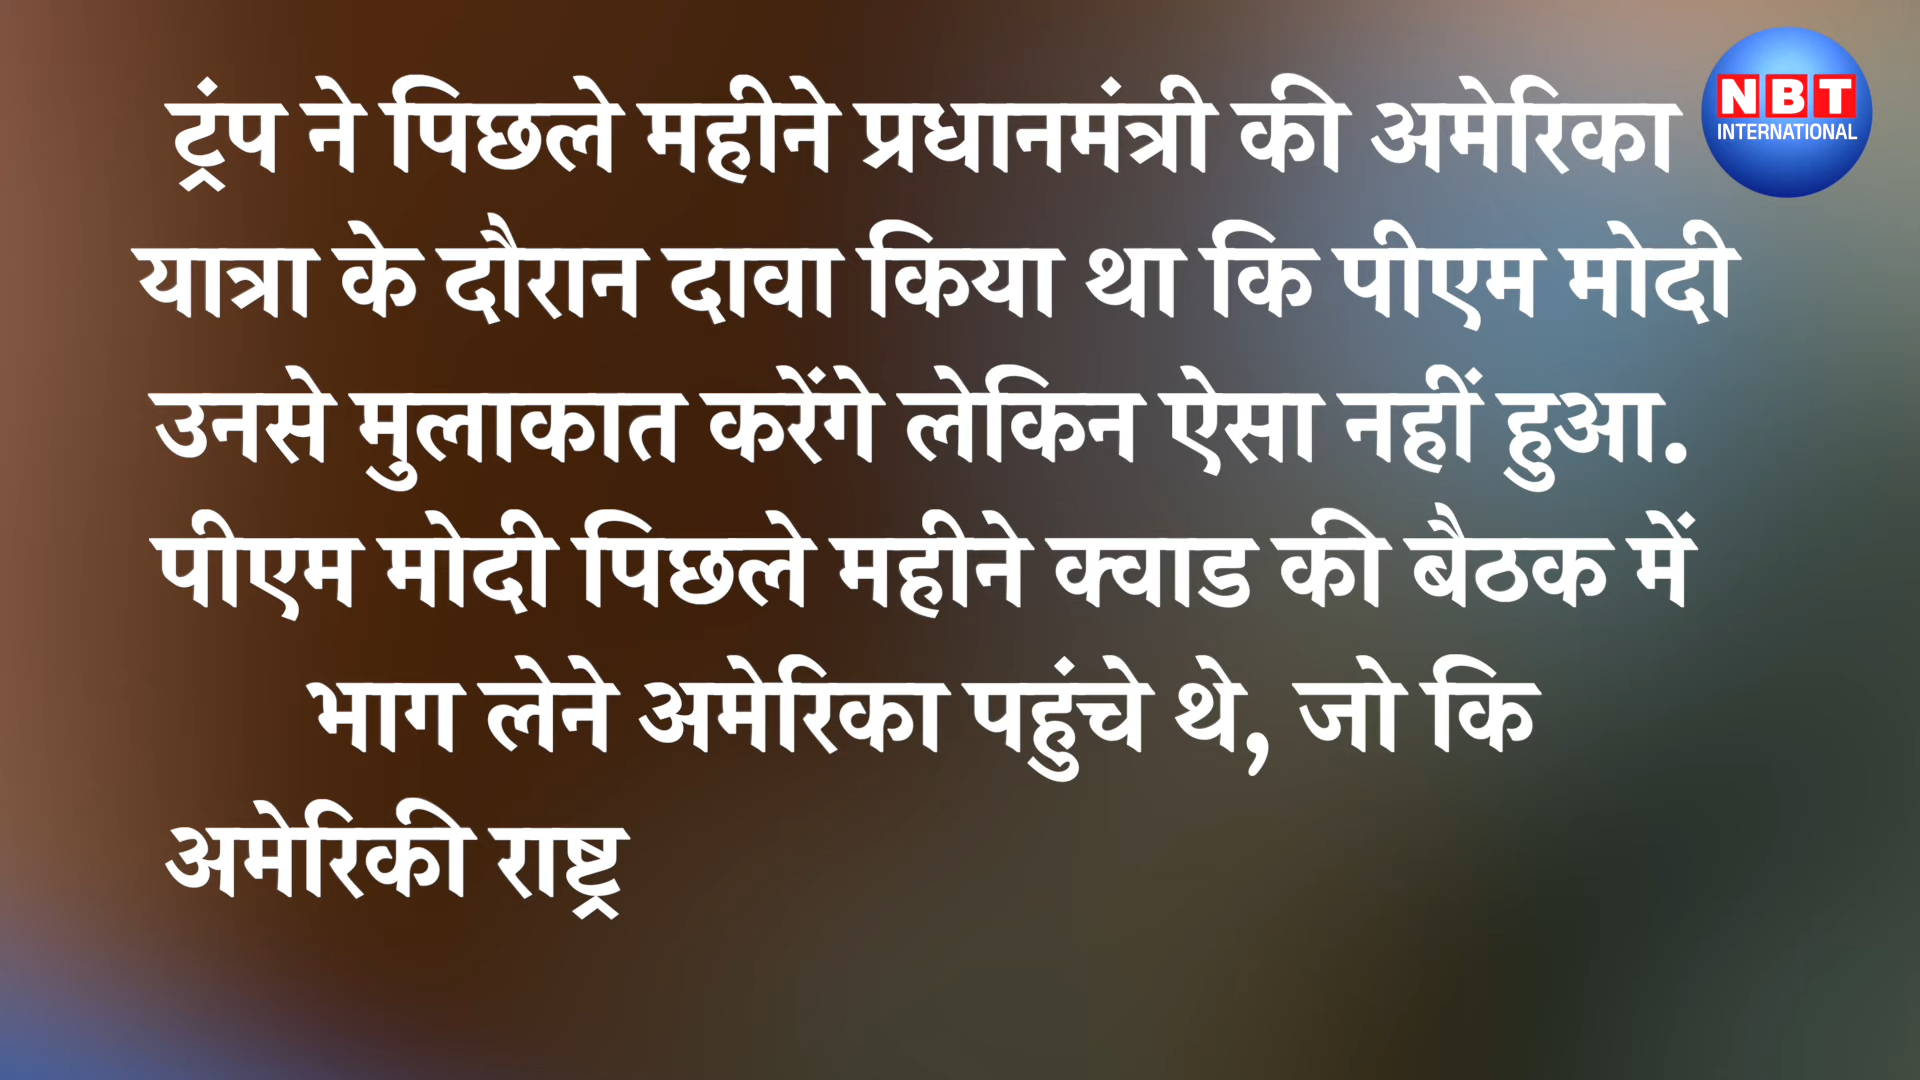 ट्रंप ने पिछले महीने प्रधानमंत्री की अमेरिका
यात्रा के दौरान दावा किया था कि पीएम मोदी
उनसे मुलाकात करेंगे लेकिन ऐसा नहीं हुआ.
पीएम मोदी पिछले महीने क्वाड की बैठक में
भाग लेने अमेरिका पहुंचे थे, जो कि
अमेरिकी राष्ट्र
NBT
INTERNATIONAL